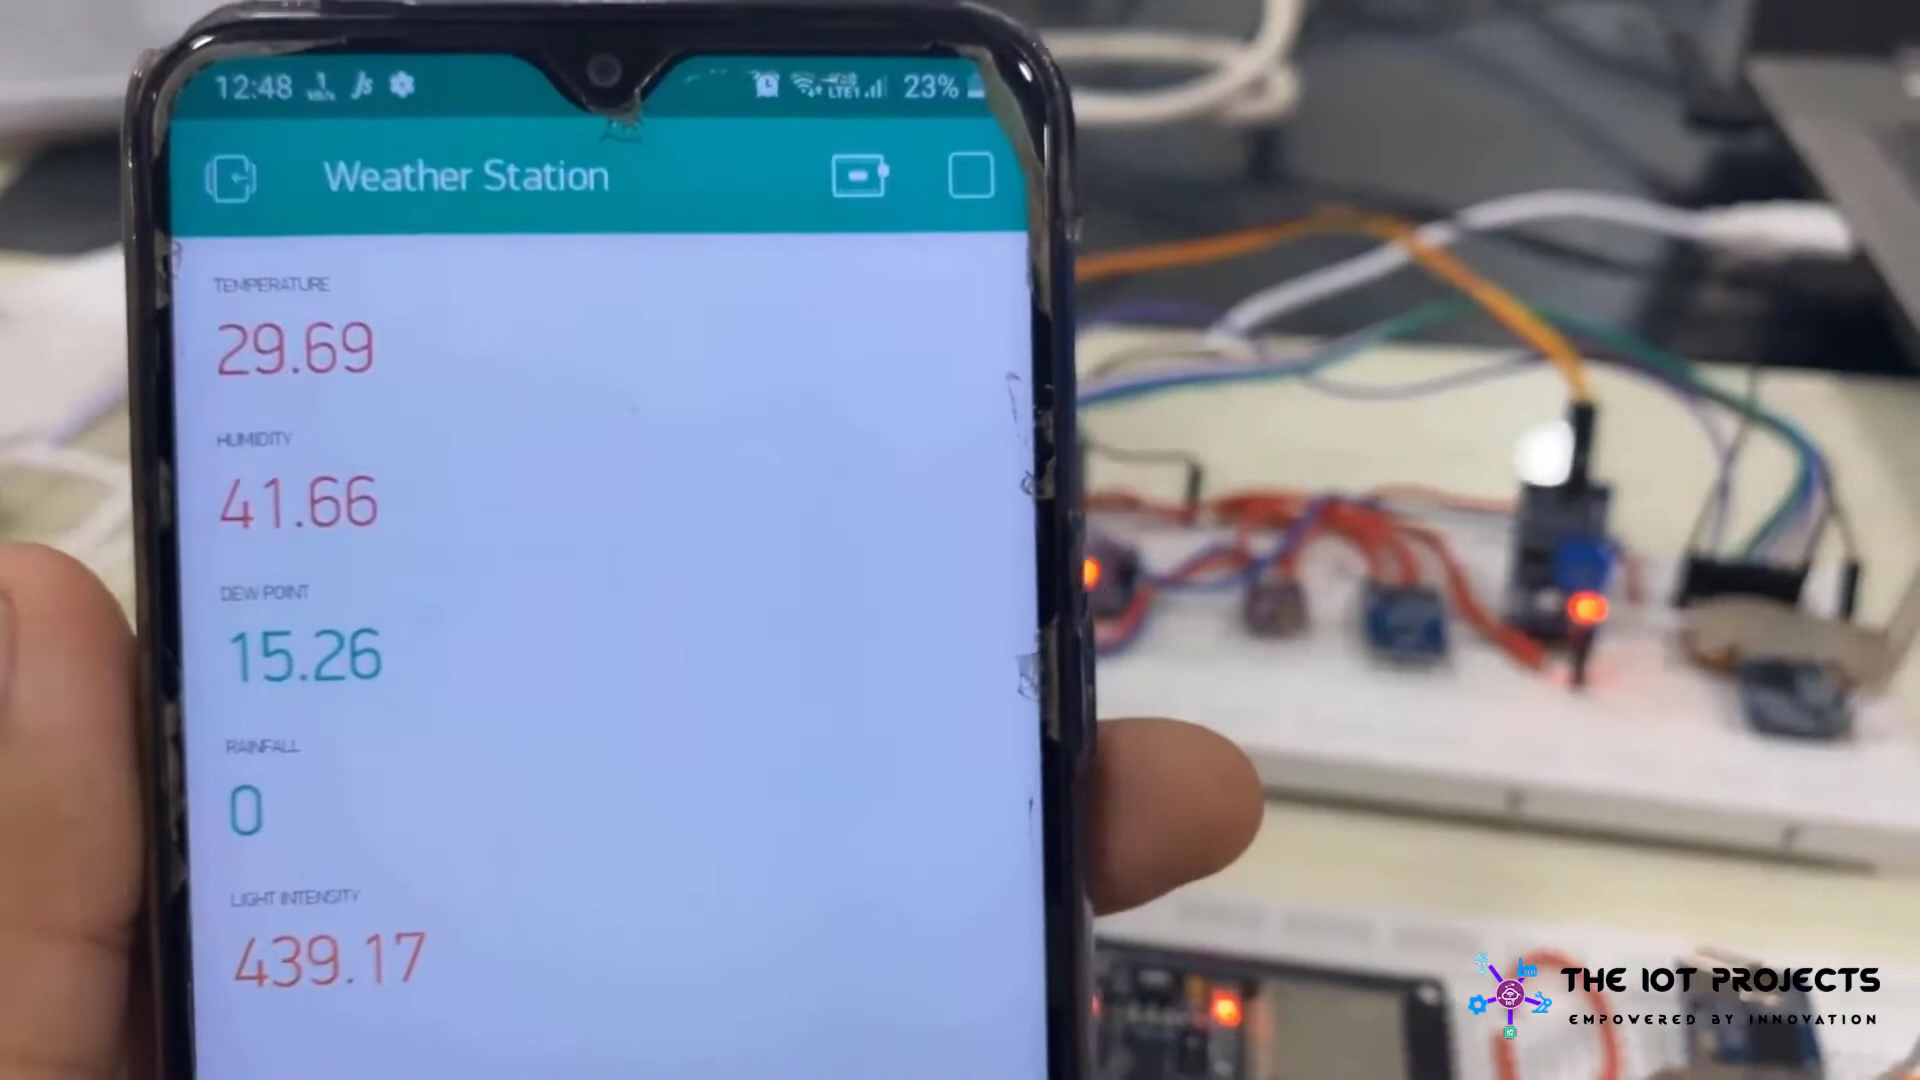 12:48
23%
Weather Station
TEMPERATURE
29.69
HUMIDITY
41.66
DEW POINT
15.26
RAINFALL
0
LIGHT INTENSITY
439.17
THE IOT PROJECTS
EMPOWERED BY INNOVATION